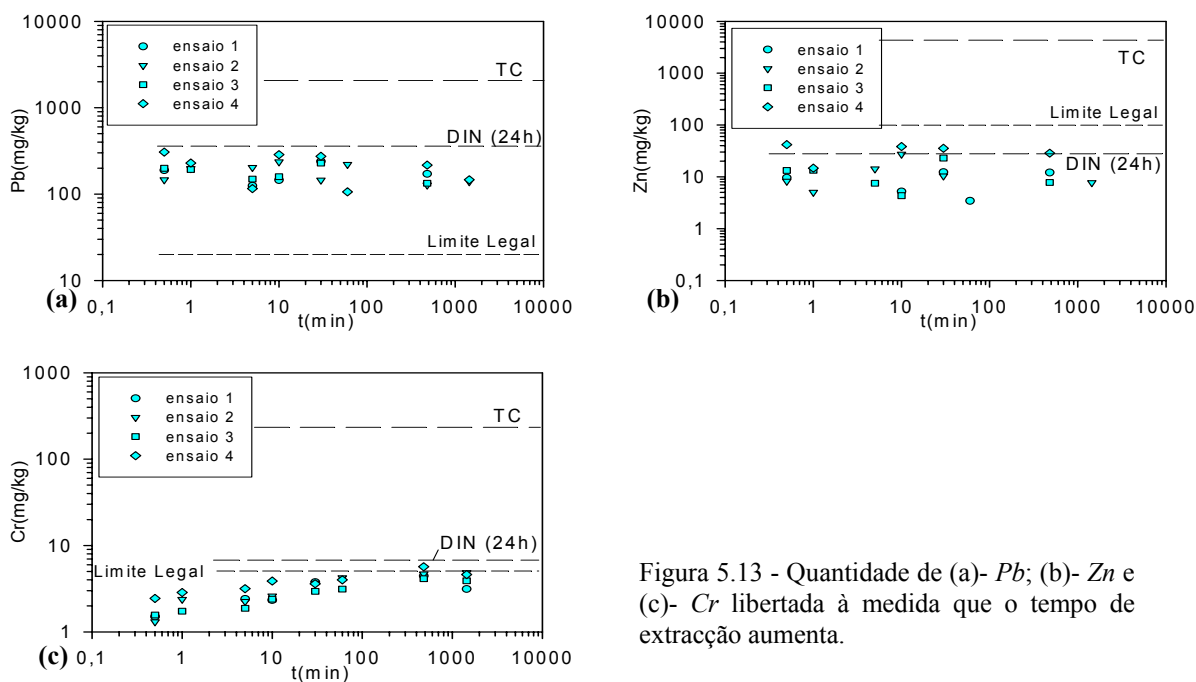 10000
1000
100
10
Pb(mg/kg)
ensaio 1
ensaio 2
ensaio 3
ensaio 4
TC
DIN (24h)
Limite Legal
(a)
0,1 1 10 100 1000 10000
t(min)
10000
1000
100
10
1
0,1
Zn(mg/kg)
ensaio 1
ensaio 2
ensaio 3
ensaio 4
TC
Limite Legal
DIN (24h)
(b)
0,1 1 10 100 1000 10000
t(min)
1000
100
10
1
Cr(mg/kg)
ensaio 1
ensaio 2
ensaio 3
ensaio 4
TC
DIN (24h)
Limite Legal
(c)
0,1 1 10 100 1000 10000
t(min)
Figura 5.13 - Quantidade de (a)- Pb; (b)- Zn e
(c)- Cr libertada à medida que o tempo de
extracção aumenta.